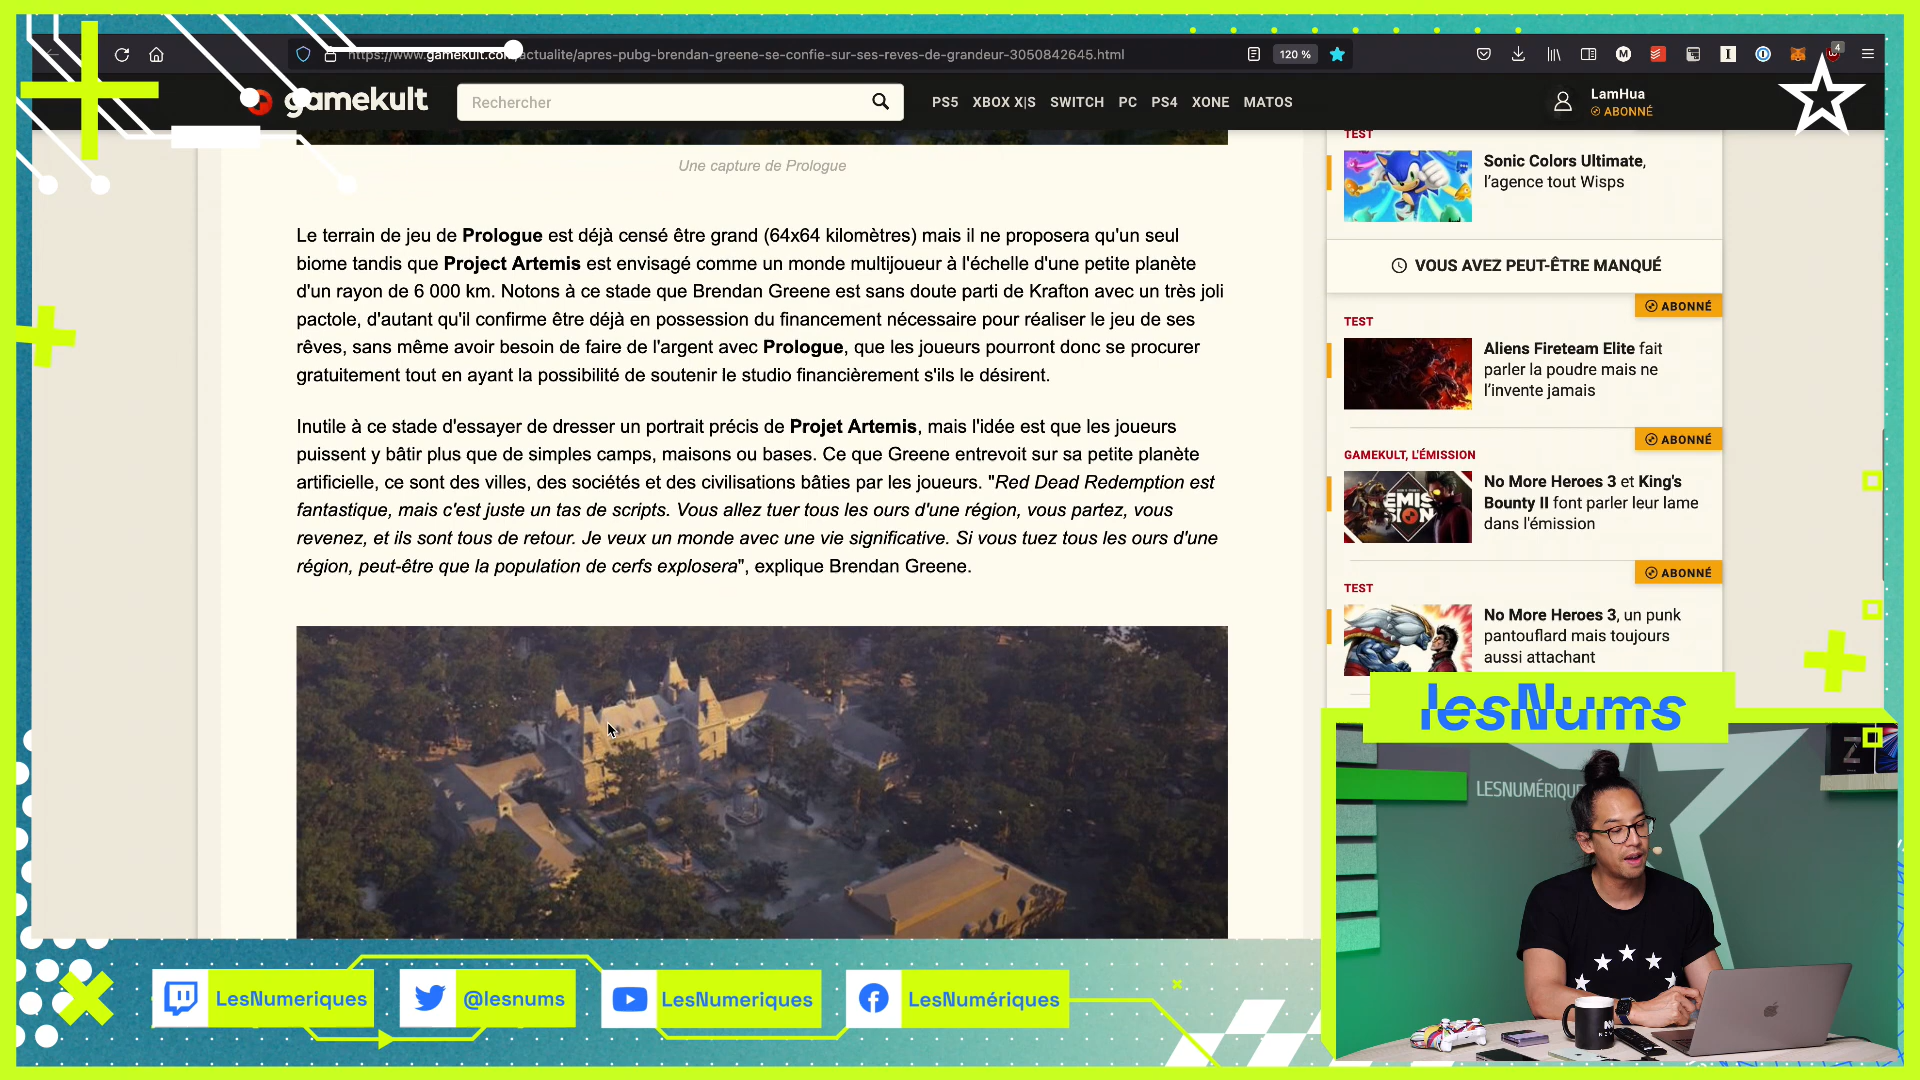 https://www.gamekult.com/actualite/apres-pubg-brendan-greene-se-confie-sur-ses-reves-de-grandeur-3050842645.html
120 %
4
gamekult
Rechercher
PS5 XBOX X|S SWITCH PC PS4 XONE MATOS
LamHua
ABONNÉ
Une capture de Prologue
Le terrain de jeu de Prologue est déjà censé être grand (64x64 kilomètres) mais il ne proposera qu'un seul
biome tandis que Project Artemis est envisagé comme un monde multijoueur à l'échelle d'une petite planète
d'un rayon de 6 000 km. Notons à ce stade que Brendan Greene est sans doute parti de Krafton avec un très joli
pactole, d'autant qu'il confirme être déjà en possession du financement nécessaire pour réaliser le jeu de ses
rêves, sans même avoir besoin de faire de l'argent avec Prologue, que les joueurs pourront donc se procurer
gratuitement tout en ayant la possibilité de soutenir le studio financièrement s'ils le désirent.
Inutile à ce stade d'essayer de dresser un portrait précis de Projet Artemis, mais l'idée est que les joueurs
puissent y bâtir plus que de simples camps, maisons ou bases. Ce que Greene entrevoit sur sa petite planète
artificielle, ce sont des villes, des sociétés et des civilisations bâties par les joueurs. "Red Dead Redemption est
fantastique, mais c'est juste un tas de scripts. Vous allez tuer tous les ours d'une région, vous partez, vous
revenez, et ils sont tous de retour. Je veux un monde avec une vie significative. Si vous tuez tous les ours d'une
région, peut-être que la population de cerfs explosera", explique Brendan Greene.
TEST
Sonic Colors Ultimate,
l'agence tout Wisps
VOUS AVEZ PEUT-ÊTRE MANQUÉ
ABONNÉ
TEST
Aliens Fireteam Elite fait
parler la poudre mais ne
l'invente jamais
ABONNÉ
GAMEKULT, L'ÉMISSION
EMIS
SION
No More Heroes 3 et King's
Bounty II font parler leur lame
dans l'émission
ABONNÉ
TEST
No More Heroes 3, un punk
pantouflard mais toujours
aussi attachant
lesNums
LESNUMÉRIQUE
Z
LesNumeriques
@lesnums
LesNumeriques
LesNumériques